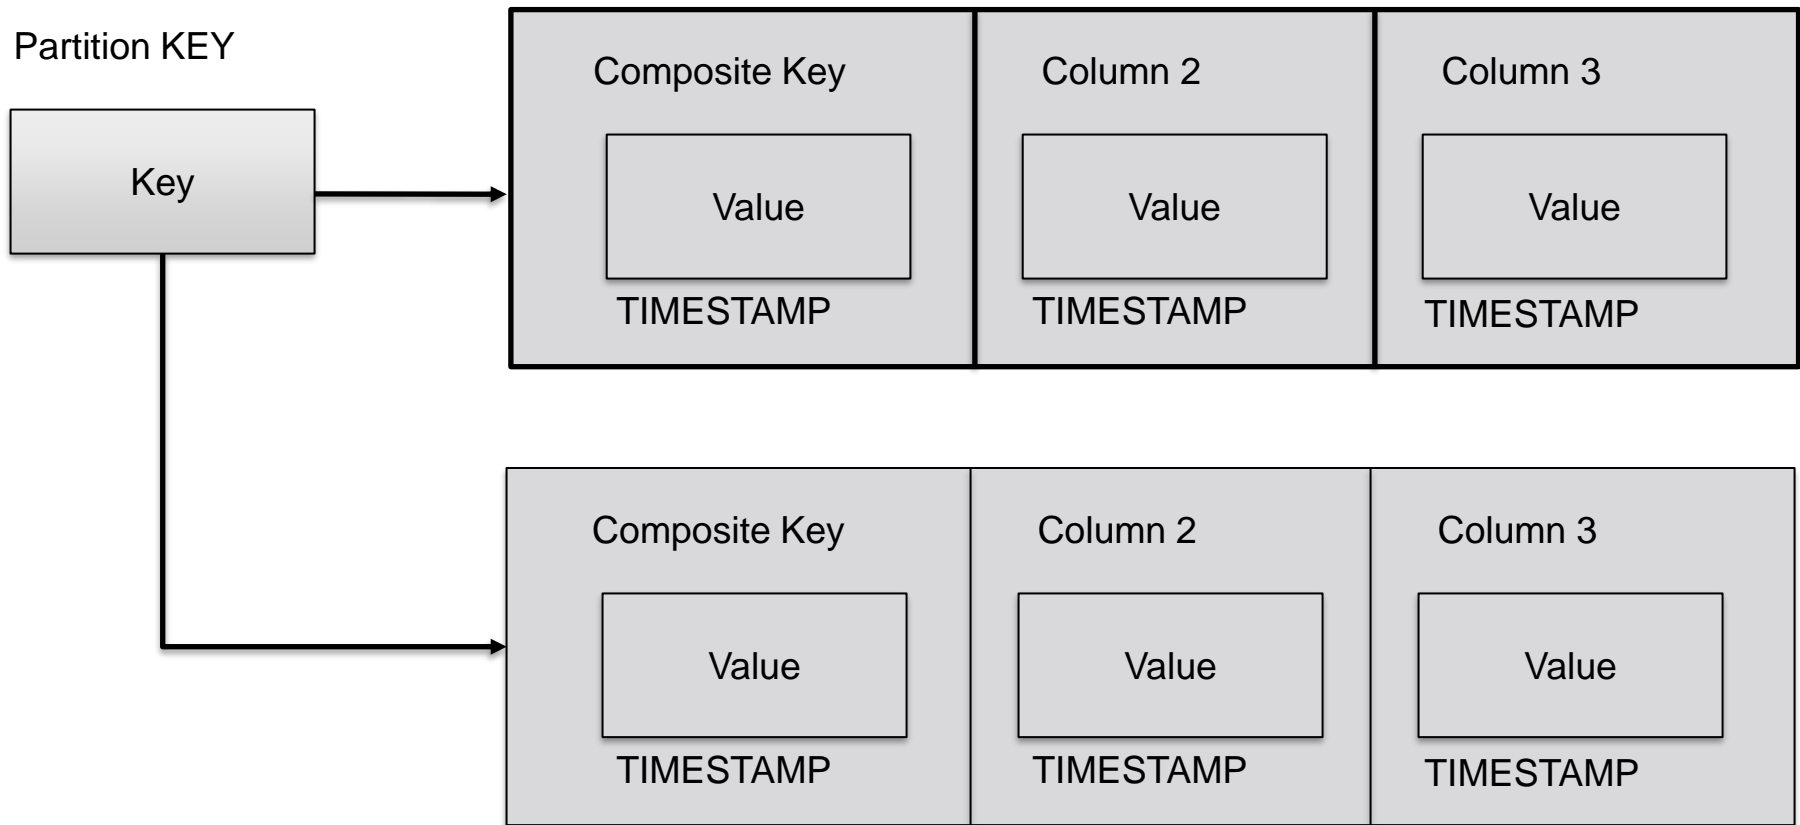 Partition KEY
Composite Key Column 2 Column 3
Key
Value Value Value
TIMESTAMP TIMESTAMP TIMESTAMP
Composite Key Column 2 Column 3
Value Value Value
TIMESTAMP TIMESTAMP TIMESTAMP